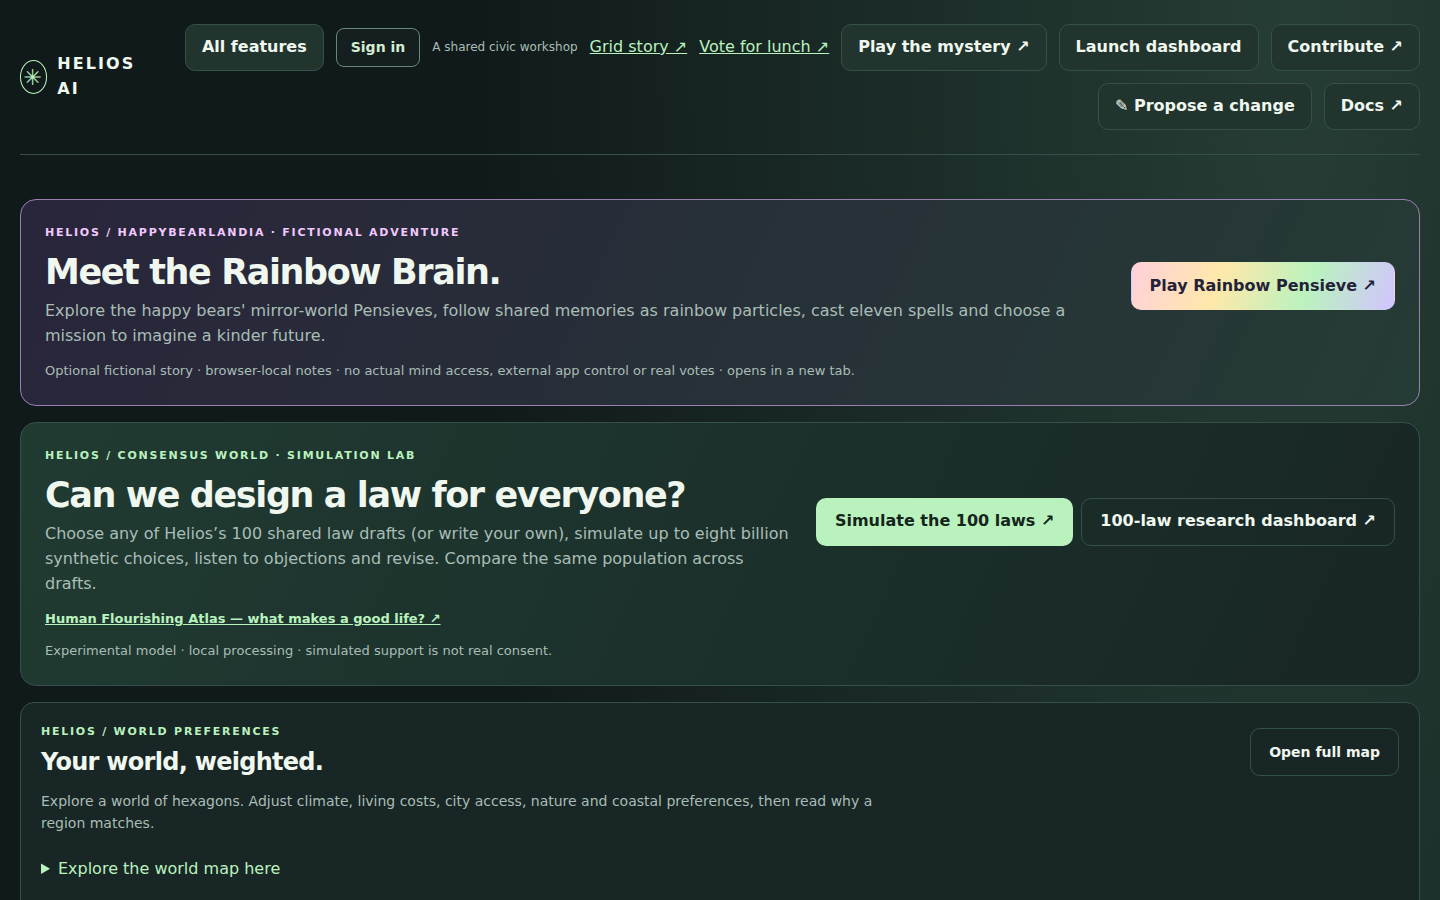 HELIOS AI
All features
Sign in
A shared civic workshop
Grid story ↗
Vote for lunch ↗
Play the mystery ↗
Launch dashboard
Contribute ↗
✎ Propose a change
Docs ↗
HELIOS / HAPPYBEARLANDIA · FICTIONAL ADVENTURE
Meet the Rainbow Brain.
Explore the happy bears' mirror-world Pensieves, follow shared memories as rainbow particles, cast eleven spells and choose a
mission to imagine a kinder future.
Optional fictional story · browser-local notes · no actual mind access, external app control or real votes · opens in a new tab.
Play Rainbow Pensieve ↗
HELIOS / CONSENSUS WORLD · SIMULATION LAB
Can we design a law for everyone?
Choose any of Helios’s 100 shared law drafts (or write your own), simulate up to eight billion
synthetic choices, listen to objections and revise. Compare the same population across
drafts.
Human Flourishing Atlas — what makes a good life? ↗
Experimental model · local processing · simulated support is not real consent.
Simulate the 100 laws ↗
100-law research dashboard ↗
HELIOS / WORLD PREFERENCES
Your world, weighted.
Explore a world of hexagons. Adjust climate, living costs, city access, nature and coastal preferences, then read why a
region matches.
Open full map
▶ Explore the world map here